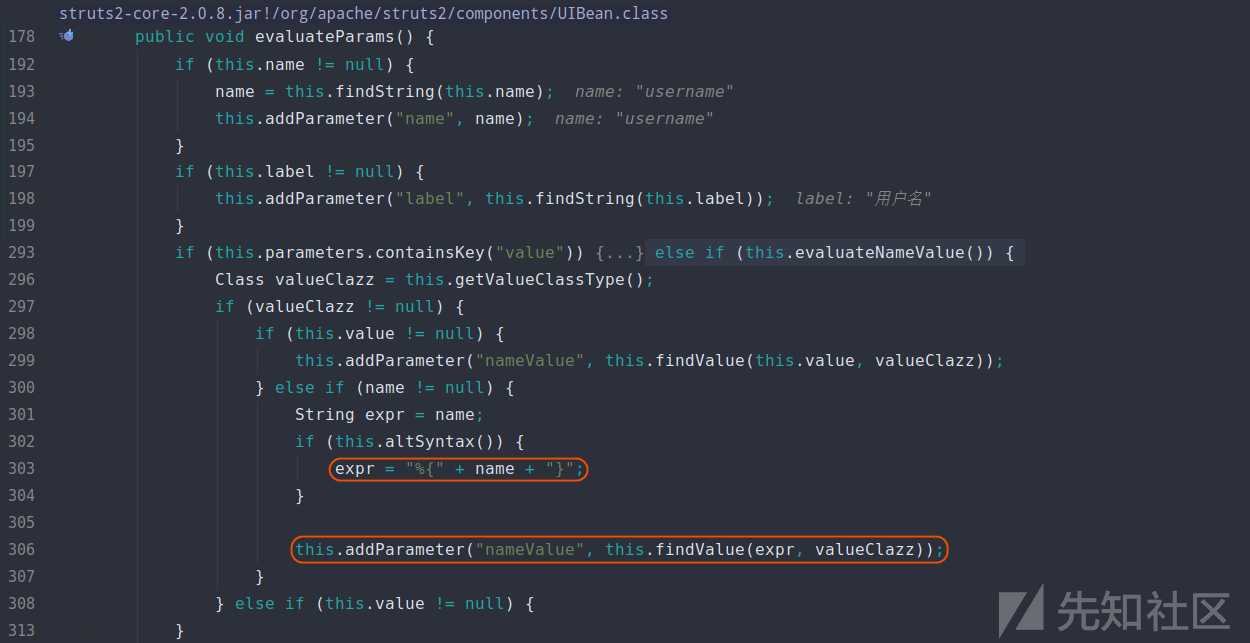 struts2-core-2.0.8.jar!/org/apache/struts2/components/UIBean.class
178 public void evaluateParams() {
192 if (this.name != null) {
193 name = this.findString(this.name); name: "username"
194 this.addParameter("name", name); name: "username"
195 }
197 if (this.label != null) {
198 this.addParameter("label", this.findString(this.label)); label: "用户名"
199 }
293 if (this.parameters.containsKey("value")) {...} else if (this.evaluateNameValue()) {
296 Class valueClazz = this.getValueClassType();
297 if (valueClazz != null) {
298 if (this.value != null) {
299 this.addParameter("nameValue", this.findValue(this.value, valueClazz));
300 } else if (name != null) {
301 String expr = name;
302 if (this.altSyntax()) {
303 expr = "%{" + name + "}";
304 }
305
306 this.addParameter("nameValue", this.findValue(expr, valueClazz));
307 }
308 } else if (this.value != null) {
313 }
先知社区